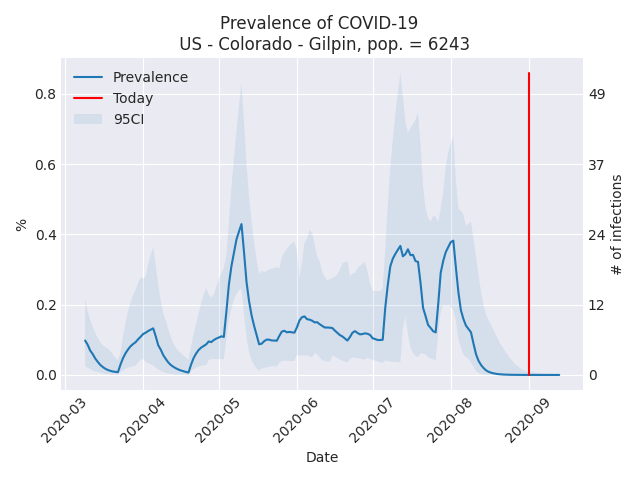 Prevalence of COVID-19
US - Colorado - Gilpin, pop. = 6243
Prevalence
Today
95CI
0.8
0.6
0.4
0.2
0.0
%
49
37
24
12
0
# of infections
2020-03
2020-04
2020-05
2020-06
2020-07
2020-08
2020-09
Date